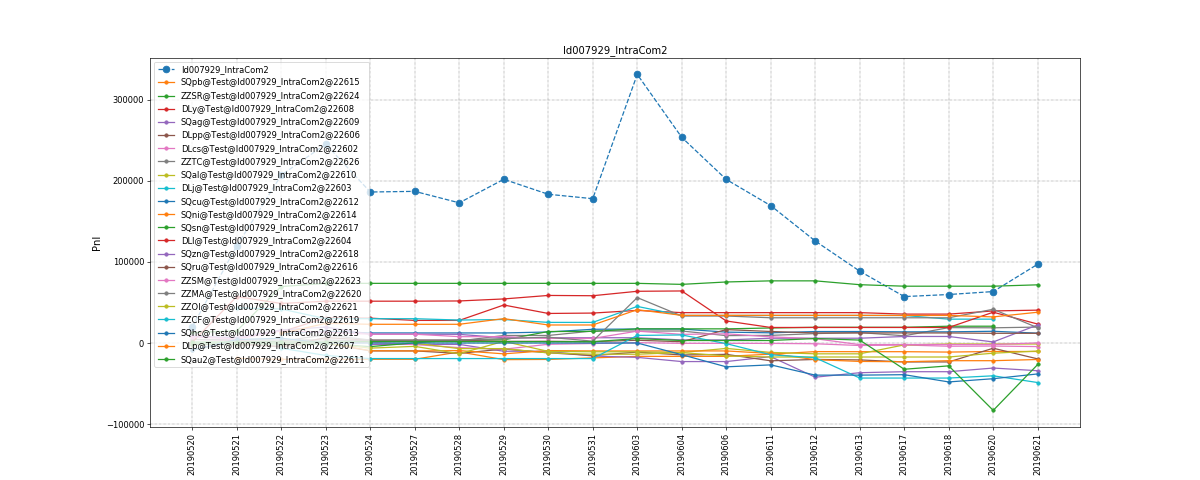 Id007929_IntraCom2
Id007929_IntraCom2
SQpb@Test@Id007929_IntraCom2@22615
ZZSR@Test@Id007929_IntraCom2@22624
DLy@Test@Id007929_IntraCom2@22608
SQag@Test@Id007929_IntraCom2@22609
DLpp@Test@Id007929_IntraCom2@22606
DLcs@Test@Id007929_IntraCom2@22602
ZZTC@Test@Id007929_IntraCom2@22626
SQal@Test@Id007929_IntraCom2@22610
DLj@Test@Id007929_IntraCom2@22603
SQcu@Test@Id007929_IntraCom2@22612
SQni@Test@Id007929_IntraCom2@22614
SQsn@Test@Id007929_IntraCom2@22617
DLl@Test@Id007929_IntraCom2@22604
SQzn@Test@Id007929_IntraCom2@22618
SQru@Test@Id007929_IntraCom2@22616
ZZSM@Test@Id007929_IntraCom2@22623
ZZMA@Test@Id007929_IntraCom2@22620
ZZOI@Test@Id007929_IntraCom2@22621
ZZCF@Test@Id007929_IntraCom2@22619
SQhc@Test@Id007929_IntraCom2@22613
DLp@Test@Id007929_IntraCom2@22607
SQau2@Test@Id007929_IntraCom2@22611
Pnl
300000
200000
100000
0
−100000
20190520
20190521
20190522
20190523
20190524
20190527
20190528
20190529
20190530
20190531
20190603
20190604
20190606
20190611
20190612
20190613
20190617
20190618
20190620
20190621